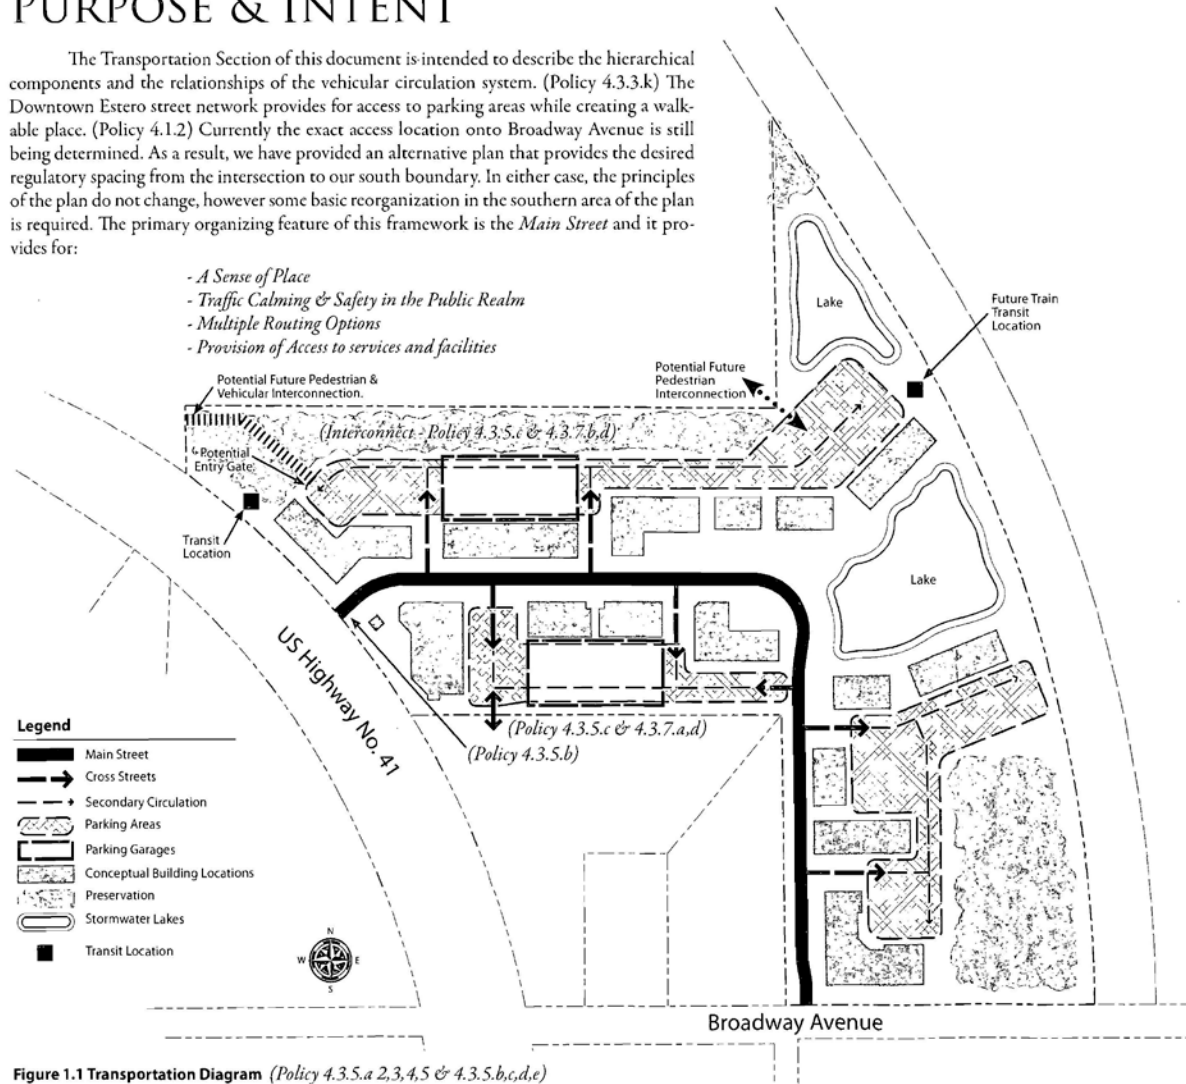 PURPOSE & INTENT
The Transportation Section of this document is intended to describe the hierarchical
components and the relationships of the vehicular circulation system. (Policy 4.3.3.k) The
Downtown Estero street network provides for access to parking areas while creating a walk-
able place. (Policy 4.1.2) Currently the exact access location onto Broadway Avenue is still
being determined. As a result, we have provided an alternative plan that provides the desired
regulatory spacing from the intersection to our south boundary. In either case, the principles
of the plan do not change, however some basic reorganization in the southern area of the plan
is required. The primary organizing feature of this framework is the Main Street and it pro-
vides for:
- A Sense of Place
- Traffic Calming & Safety in the Public Realm
- Multiple Routing Options
- Provision of Access to services and facilities
Lake
Future Train
Transit
Location
Potential Future
Pedestrian
Interconnection
Potential Future Pedestrian &
Vehicular Interconnection.
(Interconnect - Policy 4.3.5.c & 4.3.7.b,d)
Potential
Entry Gate
Transit
Location
Lake
US Highway No. 41
(Policy 4.3.5.c & 4.3.7.a,d)
(Policy 4.3.5.b)
Legend
Main Street
Cross Streets
Secondary Circulation
Parking Areas
Parking Garages
Conceptual Building Locations
Preservation
Stormwater Lakes
Transit Location
N
W E
S
Broadway Avenue
Figure 1.1 Transportation Diagram (Policy 4.3.5.a 2,3,4,5 & 4.3.5.b,c,d,e)